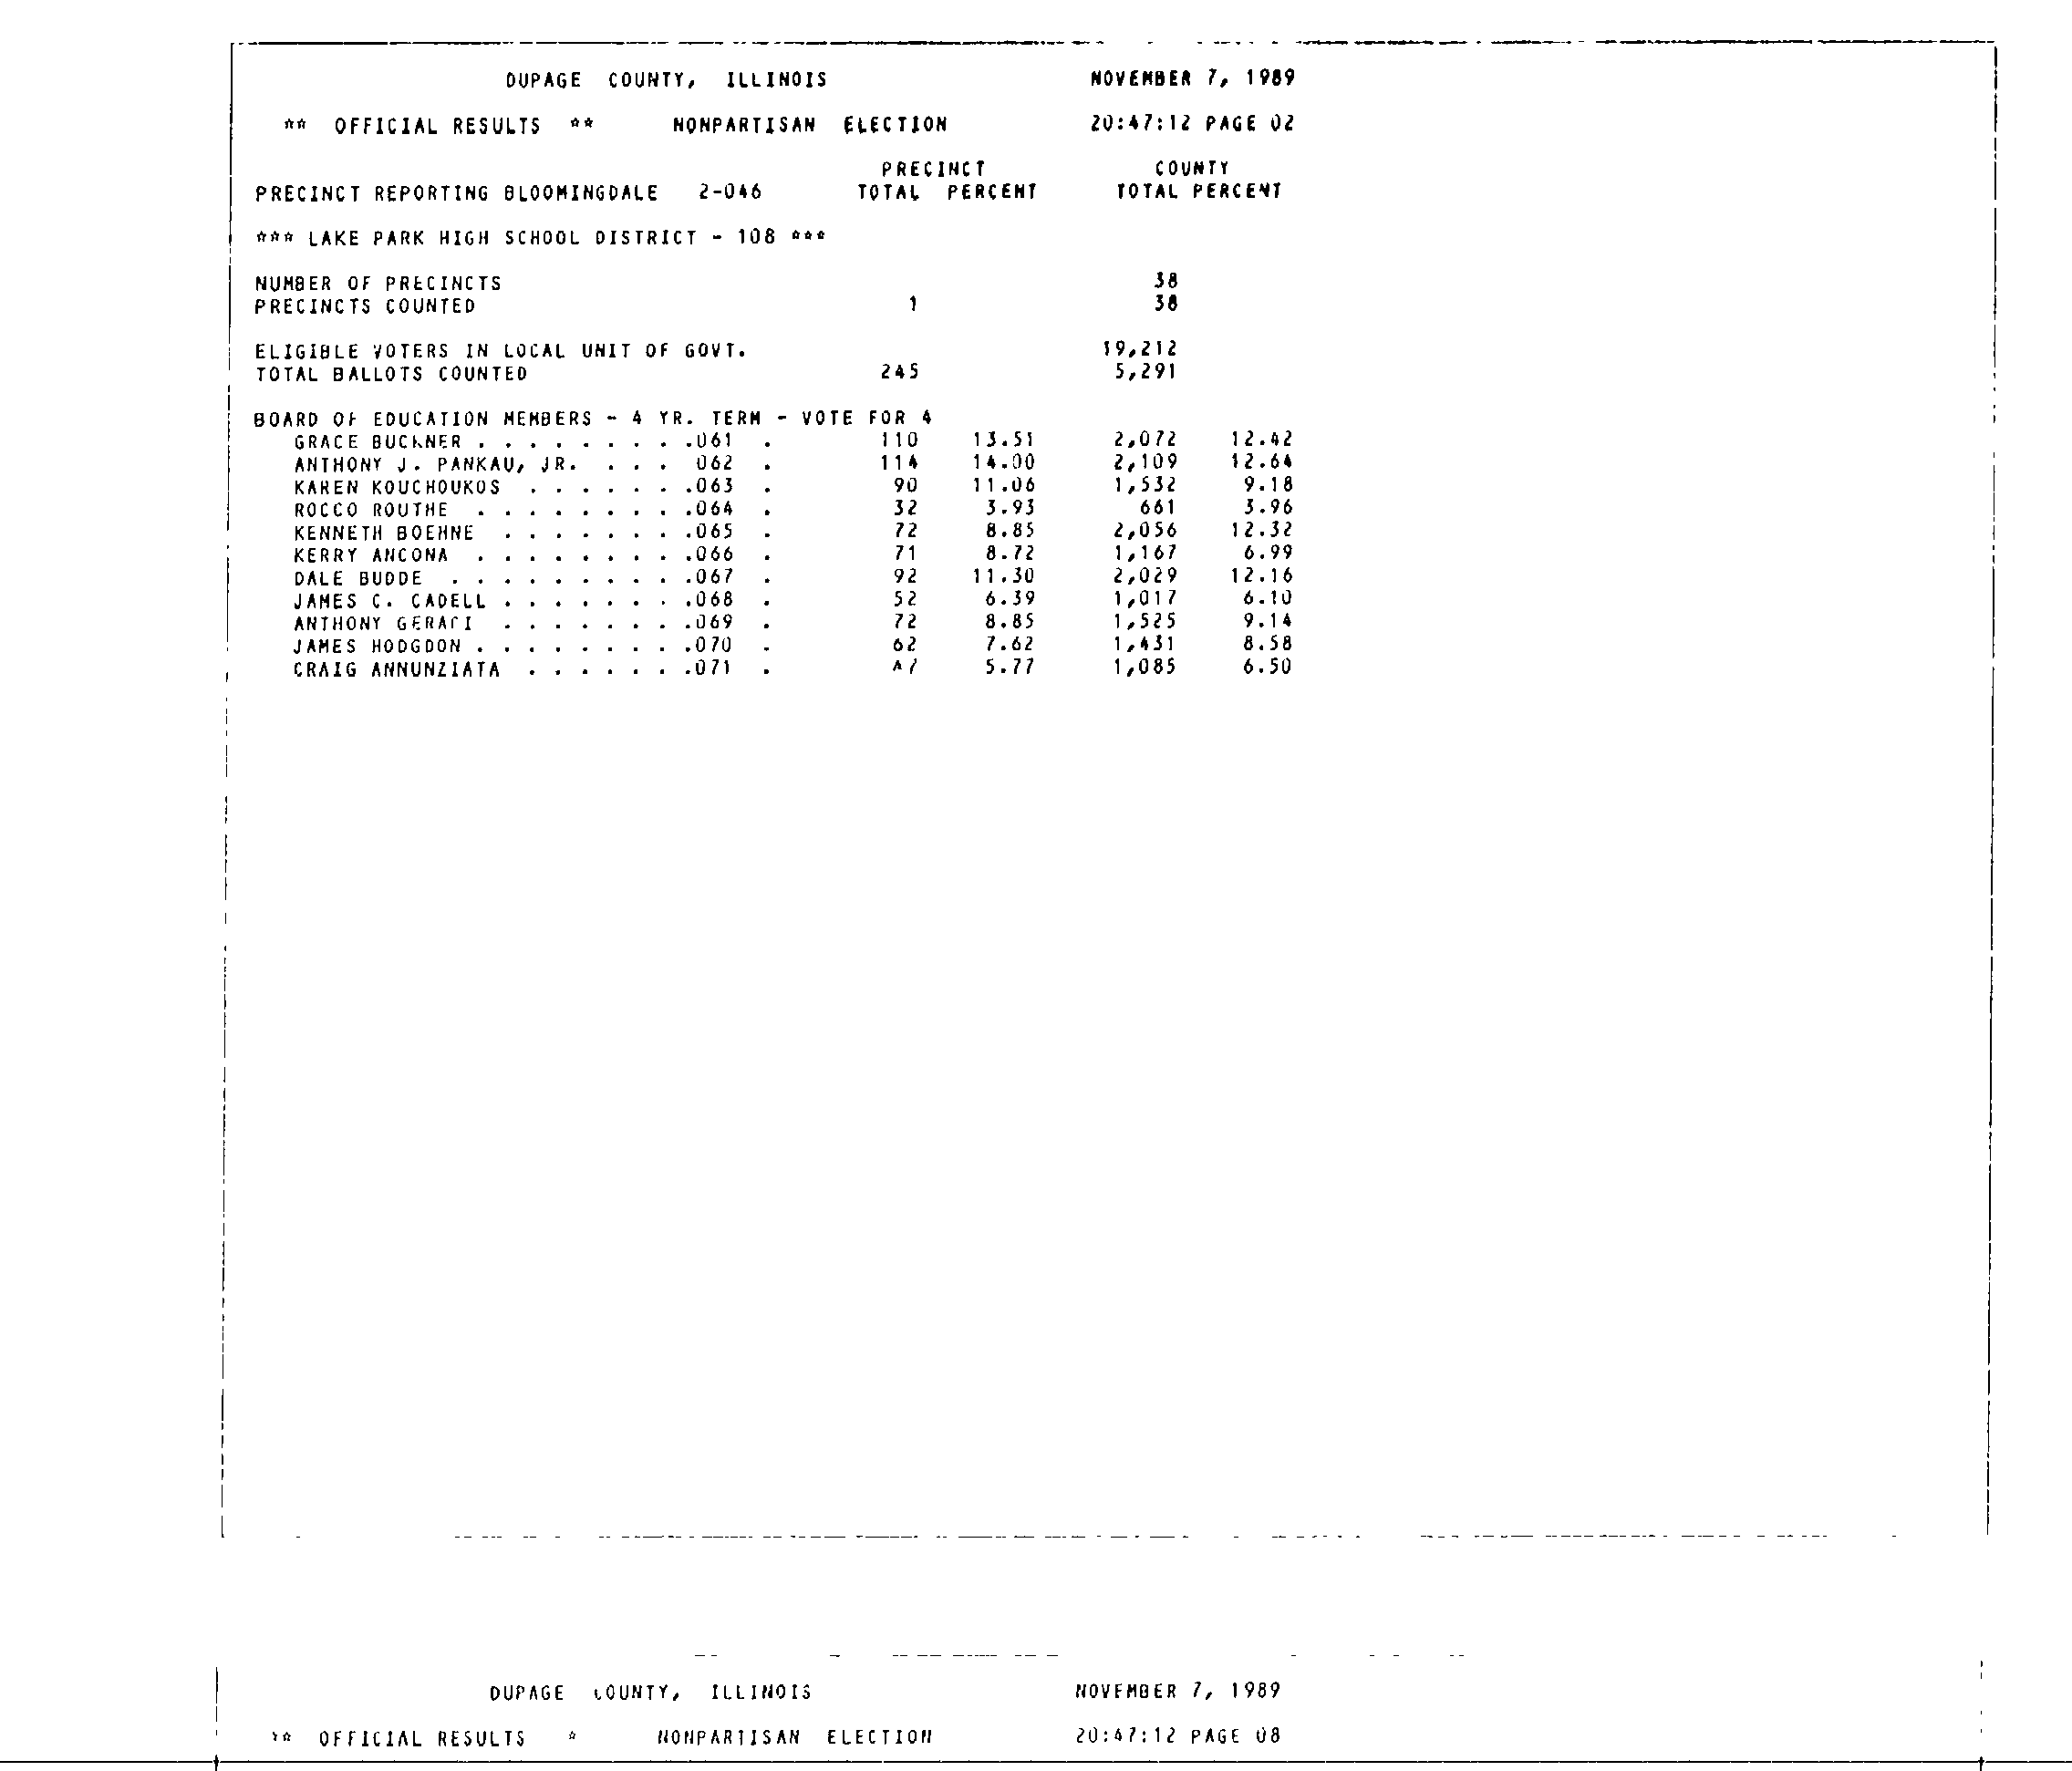 DUPAGE COUNTY, ILLINOIS NOVEMBER 7, 1989
** OFFICIAL RESULTS ** NONPARTISAN ELECTION 20:47:12 PAGE 02
PRECINCT COUNTY
PRECINCT REPORTING BLOOMINGDALE 2-046 TOTAL PERCENT TOTAL PERCENT
*** LAKE PARK HIGH SCHOOL DISTRICT - 108 ***
NUMBER OF PRECINCTS 38
PRECINCTS COUNTED 1 38
ELIGIBLE VOTERS IN LOCAL UNIT OF GOVT. 19,212
TOTAL BALLOTS COUNTED 245 5,291
BOARD OF EDUCATION MEMBERS - 4 YR. TERM - VOTE FOR 4
GRACE BUCKNER . . . . . . . . .061 . 110 13.51 2,072 12.42
ANTHONY J. PANKAU, JR. . . . 062 . 114 14.00 2,109 12.64
KAREN KOUCHOUKOS . . . . . . .063 . 90 11.06 1,532 9.18
ROCCO ROUTHE . . . . . . . . .064 . 32 3.93 661 3.96
KENNETH BOEHNE . . . . . . . .065 . 72 8.85 2,056 12.32
KERRY ANCONA . . . . . . . . .066 . 71 8.72 1,167 6.99
DALE BUDDE . . . . . . . . . .067 . 92 11.30 2,029 12.16
JAMES C. CADELL . . . . . . . .068 . 52 6.39 1,017 6.10
ANTHONY GERACI . . . . . . . .069 . 72 8.85 1,525 9.14
JAMES HODGDON . . . . . . . . .070 . 62 7.62 1,431 8.58
CRAIG ANNUNZIATA . . . . . . .071 . 47 5.77 1,085 6.50
DUPAGE COUNTY, ILLINOIS NOVEMBER 7, 1989
** OFFICIAL RESULTS * NONPARTISAN ELECTION 20:47:12 PAGE 08